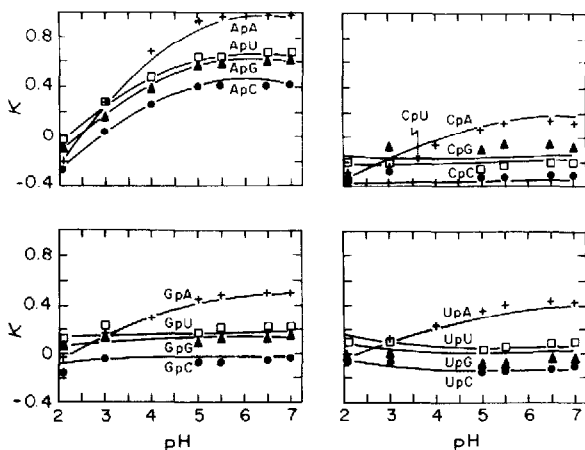 0.8
0.4
0
-0.4
K
ApA
ApU
ApG
ApC
CpU
CpA
CpG
CpC
0.8
0.4
0
0.4
K
GpA
GpU
GpG
GpC
2 3 4 5 6 7
pH
UpA
UpU
UpG
UpC
2 3 4 5 6 7
pH